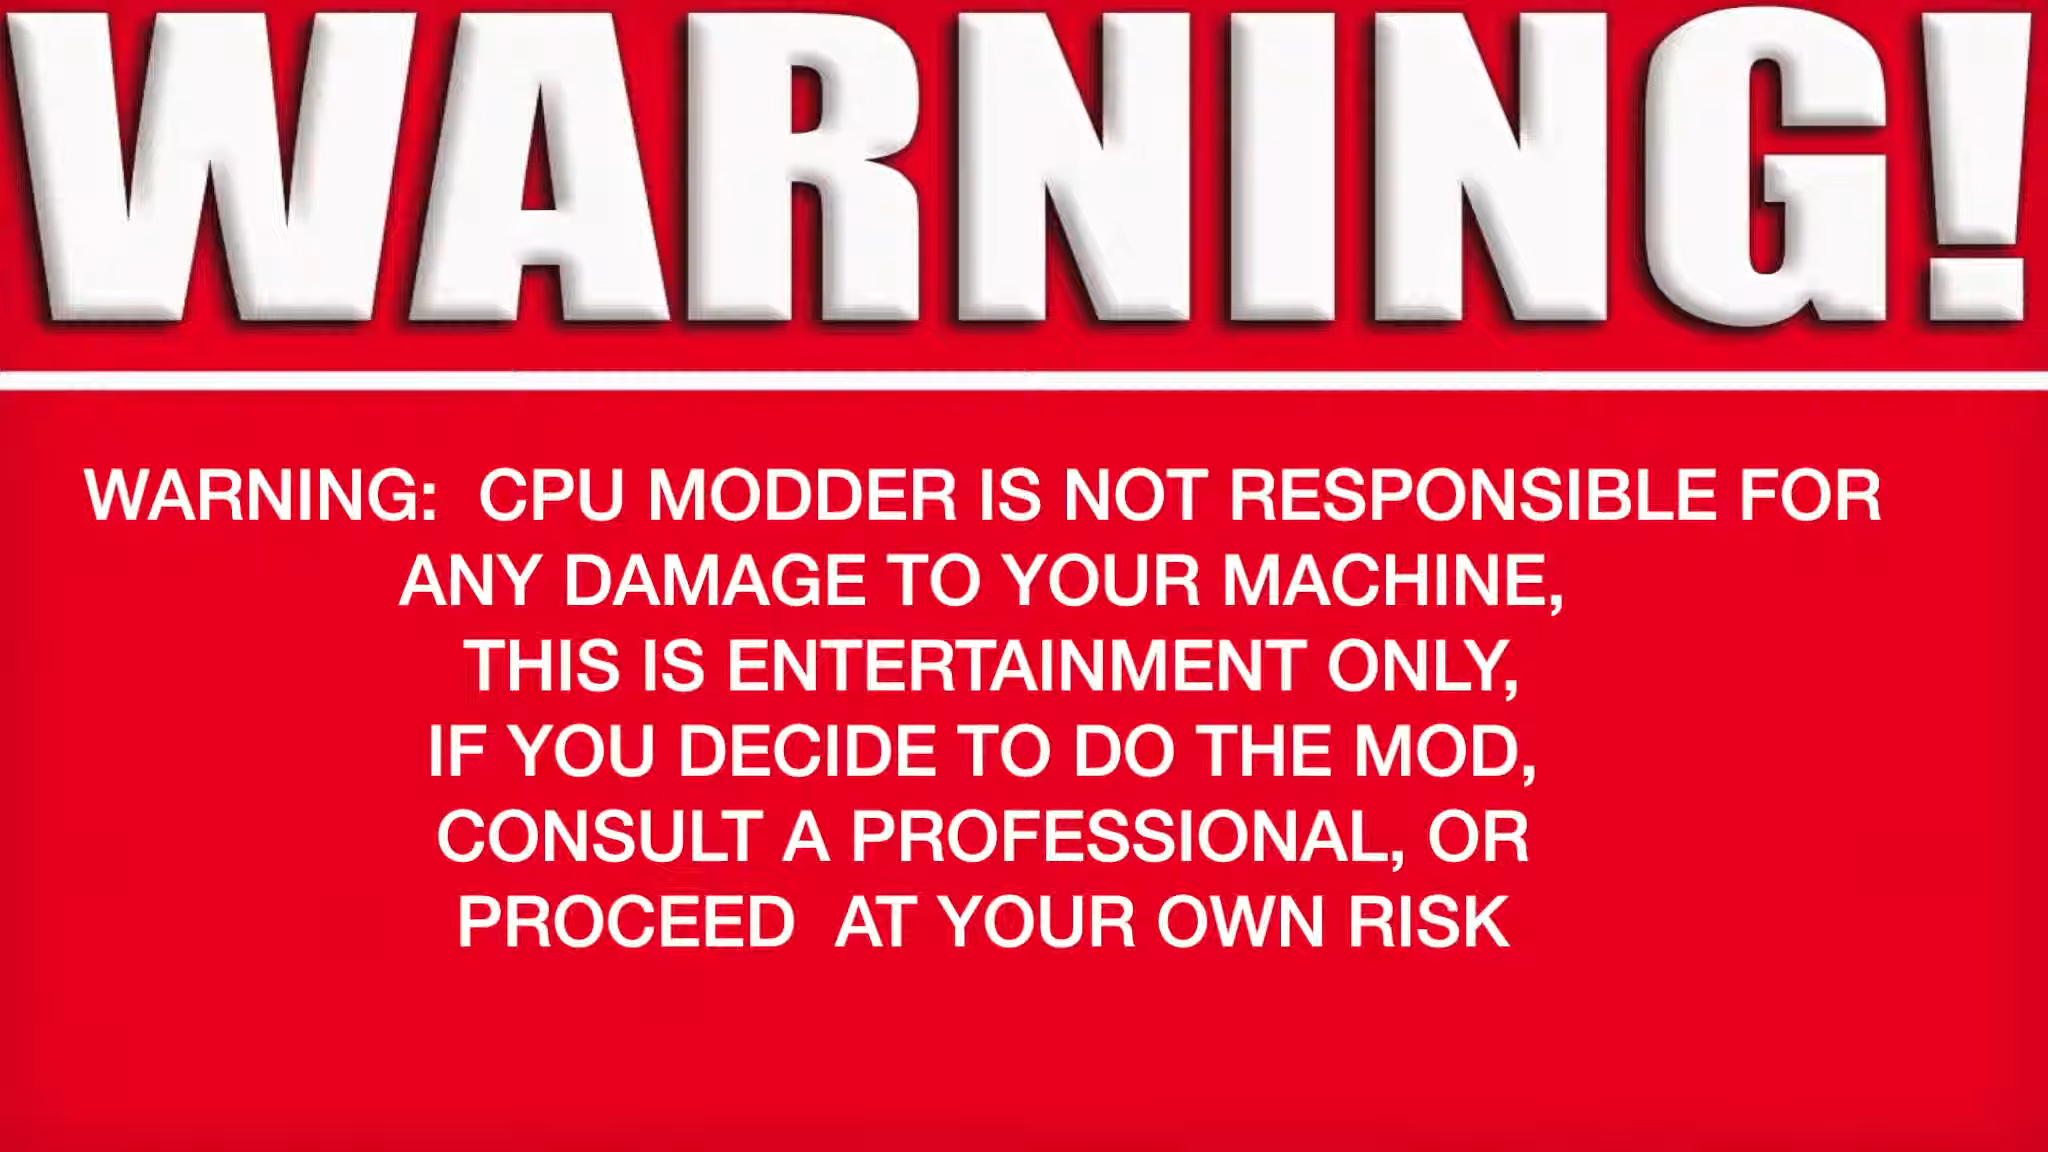 WARNING!
WARNING:  CPU MODDER IS NOT RESPONSIBLE FOR
ANY DAMAGE TO YOUR MACHINE,
THIS IS ENTERTAINMENT ONLY,
IF YOU DECIDE TO DO THE MOD,
CONSULT A PROFESSIONAL, OR
PROCEED  AT YOUR OWN RISK